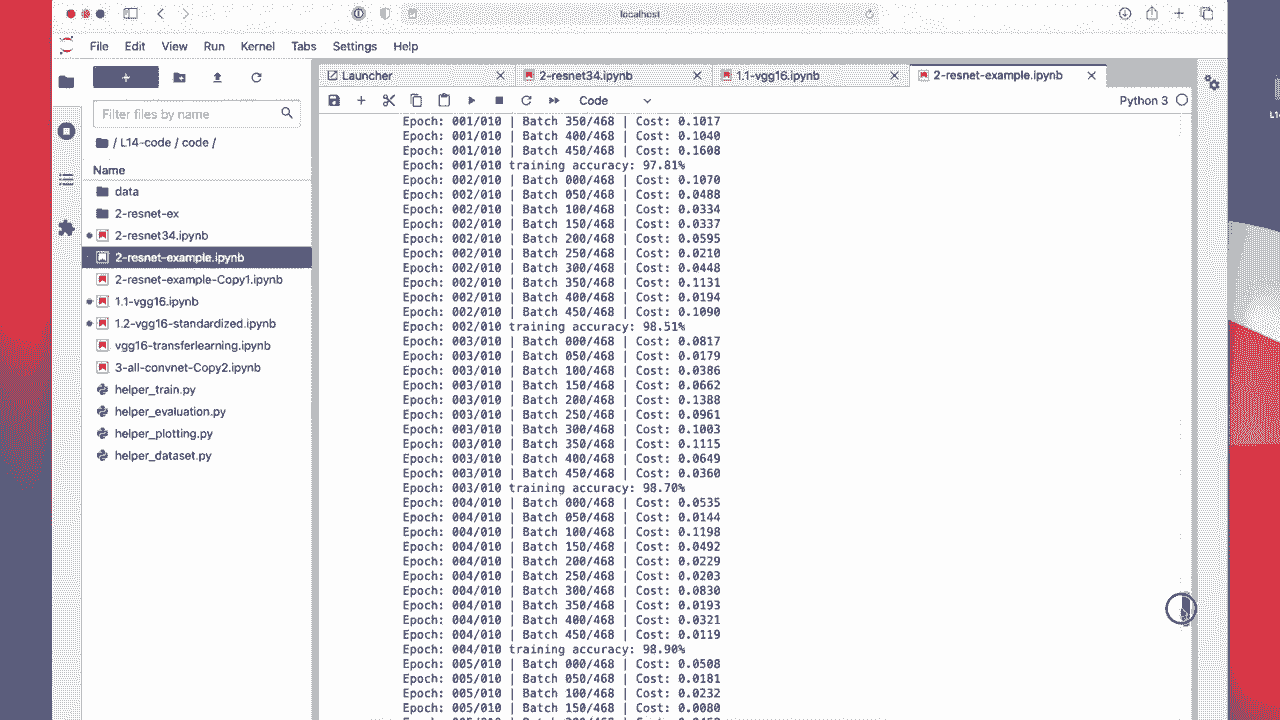 localhost
File Edit View Run Kernel Tabs Settings Help
Launcher
2-resnet34.ipynb
1.1-vgg16.ipynb
2-resnet-example.ipynb
Code
Python 3
Filter files by name
/ L14-code / code /
Name
data
2-resnet-ex
2-resnet34.ipynb
2-resnet-example.ipynb
2-resnet-example-Copy1.ipynb
1.1-vgg16.ipynb
1.2-vgg16-standardized.ipynb
vgg16-transferlearning.ipynb
3-all-convnet-Copy2.ipynb
helper_train.py
helper_evaluation.py
helper_plotting.py
helper_dataset.py
Epoch: 001/010 | Batch 350/468 | Cost: 0.1017
Epoch: 001/010 | Batch 400/468 | Cost: 0.1040
Epoch: 001/010 | Batch 450/468 | Cost: 0.1608
Epoch: 001/010 training accuracy: 97.81%
Epoch: 002/010 | Batch 000/468 | Cost: 0.1070
Epoch: 002/010 | Batch 050/468 | Cost: 0.0488
Epoch: 002/010 | Batch 100/468 | Cost: 0.0334
Epoch: 002/010 | Batch 150/468 | Cost: 0.0337
Epoch: 002/010 | Batch 200/468 | Cost: 0.0595
Epoch: 002/010 | Batch 250/468 | Cost: 0.0210
Epoch: 002/010 | Batch 300/468 | Cost: 0.0448
Epoch: 002/010 | Batch 350/468 | Cost: 0.1131
Epoch: 002/010 | Batch 400/468 | Cost: 0.0194
Epoch: 002/010 | Batch 450/468 | Cost: 0.1090
Epoch: 002/010 training accuracy: 98.51%
Epoch: 003/010 | Batch 000/468 | Cost: 0.0817
Epoch: 003/010 | Batch 050/468 | Cost: 0.0175
Epoch: 003/010 | Batch 100/468 | Cost: 0.0386
Epoch: 003/010 | Batch 150/468 | Cost: 0.0662
Epoch: 003/010 | Batch 200/468 | Cost: 0.1388
Epoch: 003/010 | Batch 250/468 | Cost: 0.0961
Epoch: 003/010 | Batch 300/468 | Cost: 0.1003
Epoch: 003/010 | Batch 350/468 | Cost: 0.1115
Epoch: 003/010 | Batch 400/468 | Cost: 0.0649
Epoch: 003/010 | Batch 450/468 | Cost: 0.0360
Epoch: 003/010 training accuracy: 98.70%
Epoch: 004/010 | Batch 000/468 | Cost: 0.0535
Epoch: 004/010 | Batch 050/468 | Cost: 0.0144
Epoch: 004/010 | Batch 100/468 | Cost: 0.1198
Epoch: 004/010 | Batch 150/468 | Cost: 0.0492
Epoch: 004/010 | Batch 200/468 | Cost: 0.0229
Epoch: 004/010 | Batch 250/468 | Cost: 0.0203
Epoch: 004/010 | Batch 300/468 | Cost: 0.0830
Epoch: 004/010 | Batch 350/468 | Cost: 0.0193
Epoch: 004/010 | Batch 400/468 | Cost: 0.0321
Epoch: 004/010 | Batch 450/468 | Cost: 0.0119
Epoch: 004/010 training accuracy: 98.90%
Epoch: 005/010 | Batch 000/468 | Cost: 0.0508
Epoch: 005/010 | Batch 050/468 | Cost: 0.0181
Epoch: 005/010 | Batch 100/468 | Cost: 0.0232
Epoch: 005/010 | Batch 150/468 | Cost: 0.0080